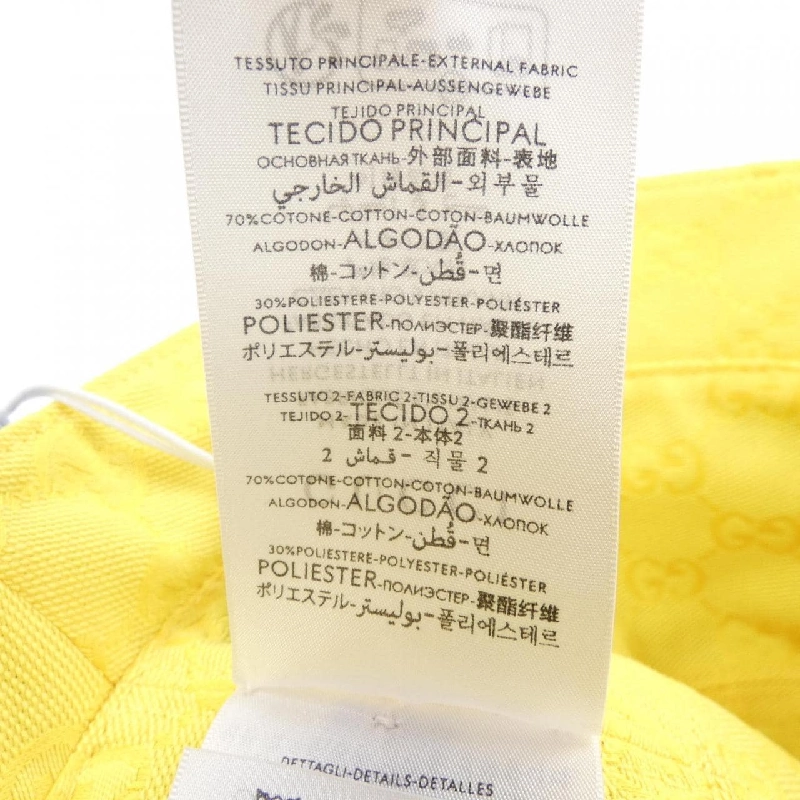 TESSUTO PRINCIPALE-EXTERNAL FABRIC
TISSU PRINCIPAL-AUSSENGEWEBE
TEJIDO PRINCIPAL
TECIDO PRINCIPAL
ОСНОВНАЯ ТКАНЬ-外部面料-表地
القماش الخارجي-외부물
70%COTONE-COTTON-COTON-BAUMWOLLE
ALGODON-ALGODÃO-ХЛОПОК
棉-コットン-قُطن-면
30%POLIESTERE-POLYESTER-POLIÉSTER
POLIESTER-ПОЛИЭСТЕР-聚酯纤维
ポリエステル-بوليستر-폴리에스테르
HERGESTELLT IN ITALIEN
TESSUTO 2-FABRIC 2-TISSU 2-GEWEBE 2
TEJIDO 2-TECIDO 2-ТКАНЬ 2
面料 2-本体2
قماش 2 - 직물 2
70%COTONE-COTTON-COTON-BAUMWOLLE
ALGODON-ALGODÃO-ХЛОПОК
棉-コットン-قُطن-면
30%POLIESTERE-POLYESTER-POLIÉSTER
POLIESTER-ПОЛИЭСТЕР-聚酯纤维
ポリエステル-بوليستر-폴리에스테르
DETTAGLI-DETAILS-DETALLES